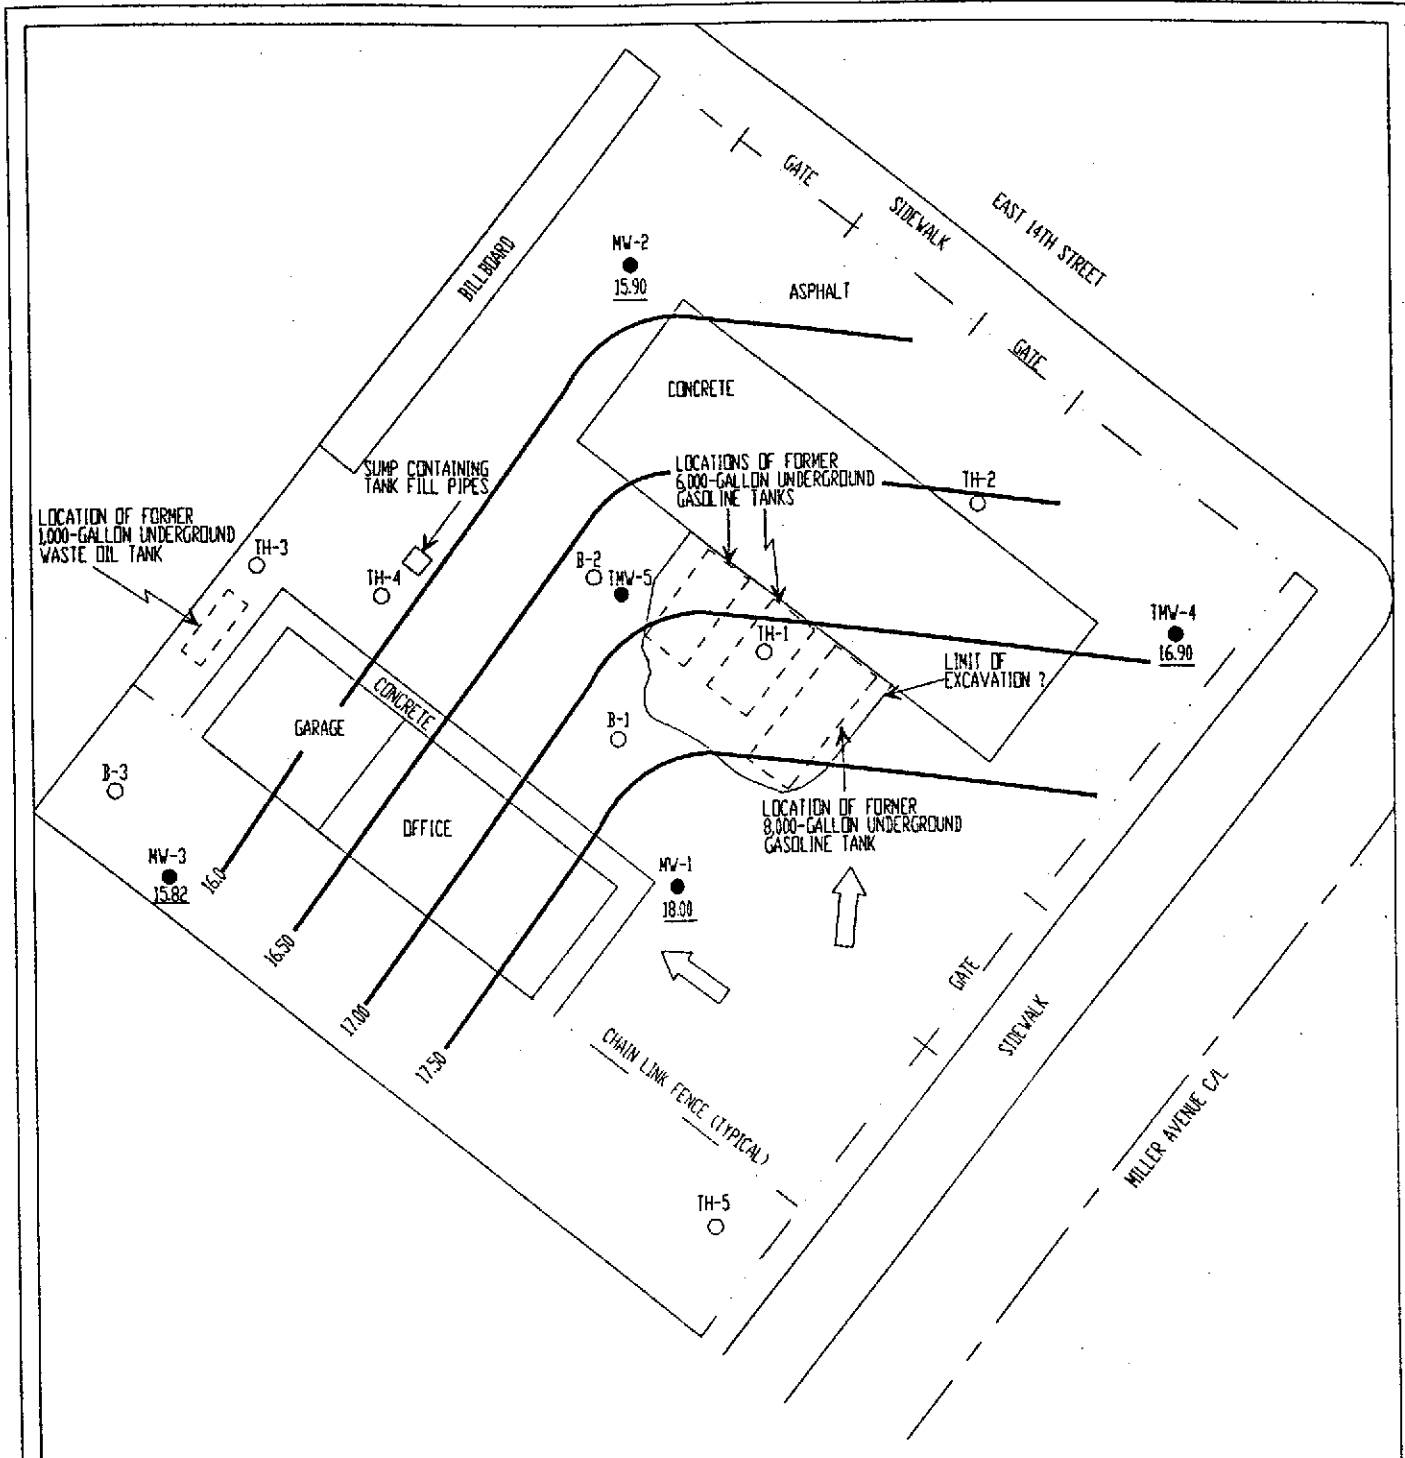 GATE
SIDEWALK
EAST 14TH STREET
BILLBOARD
MW-2
15.90
ASPHALT
GATE
CONCRETE
SUMP CONTAINING
TANK FILL PIPES
LOCATIONS OF FORMER
6,000-GALLON UNDERGROUND
GASOLINE TANKS
TH-2
LOCATION OF FORMER
1,000-GALLON UNDERGROUND
WASTE OIL TANK
TH-3
TH-4
B-2
TMW-5
TH-1
TMW-4
16.90
LIMIT OF
EXCAVATION ?
CONCRETE
GARAGE
B-1
B-3
OFFICE
LOCATION OF FORMER
8,000-GALLON UNDERGROUND
GASOLINE TANK
MW-3
15.82
16.0
MW-1
18.00
16.50
17.00
17.50
GATE
SIDEWALK
CHAIN LINK FENCE (TYPICAL)
MILLER AVENUE C/L
TH-5